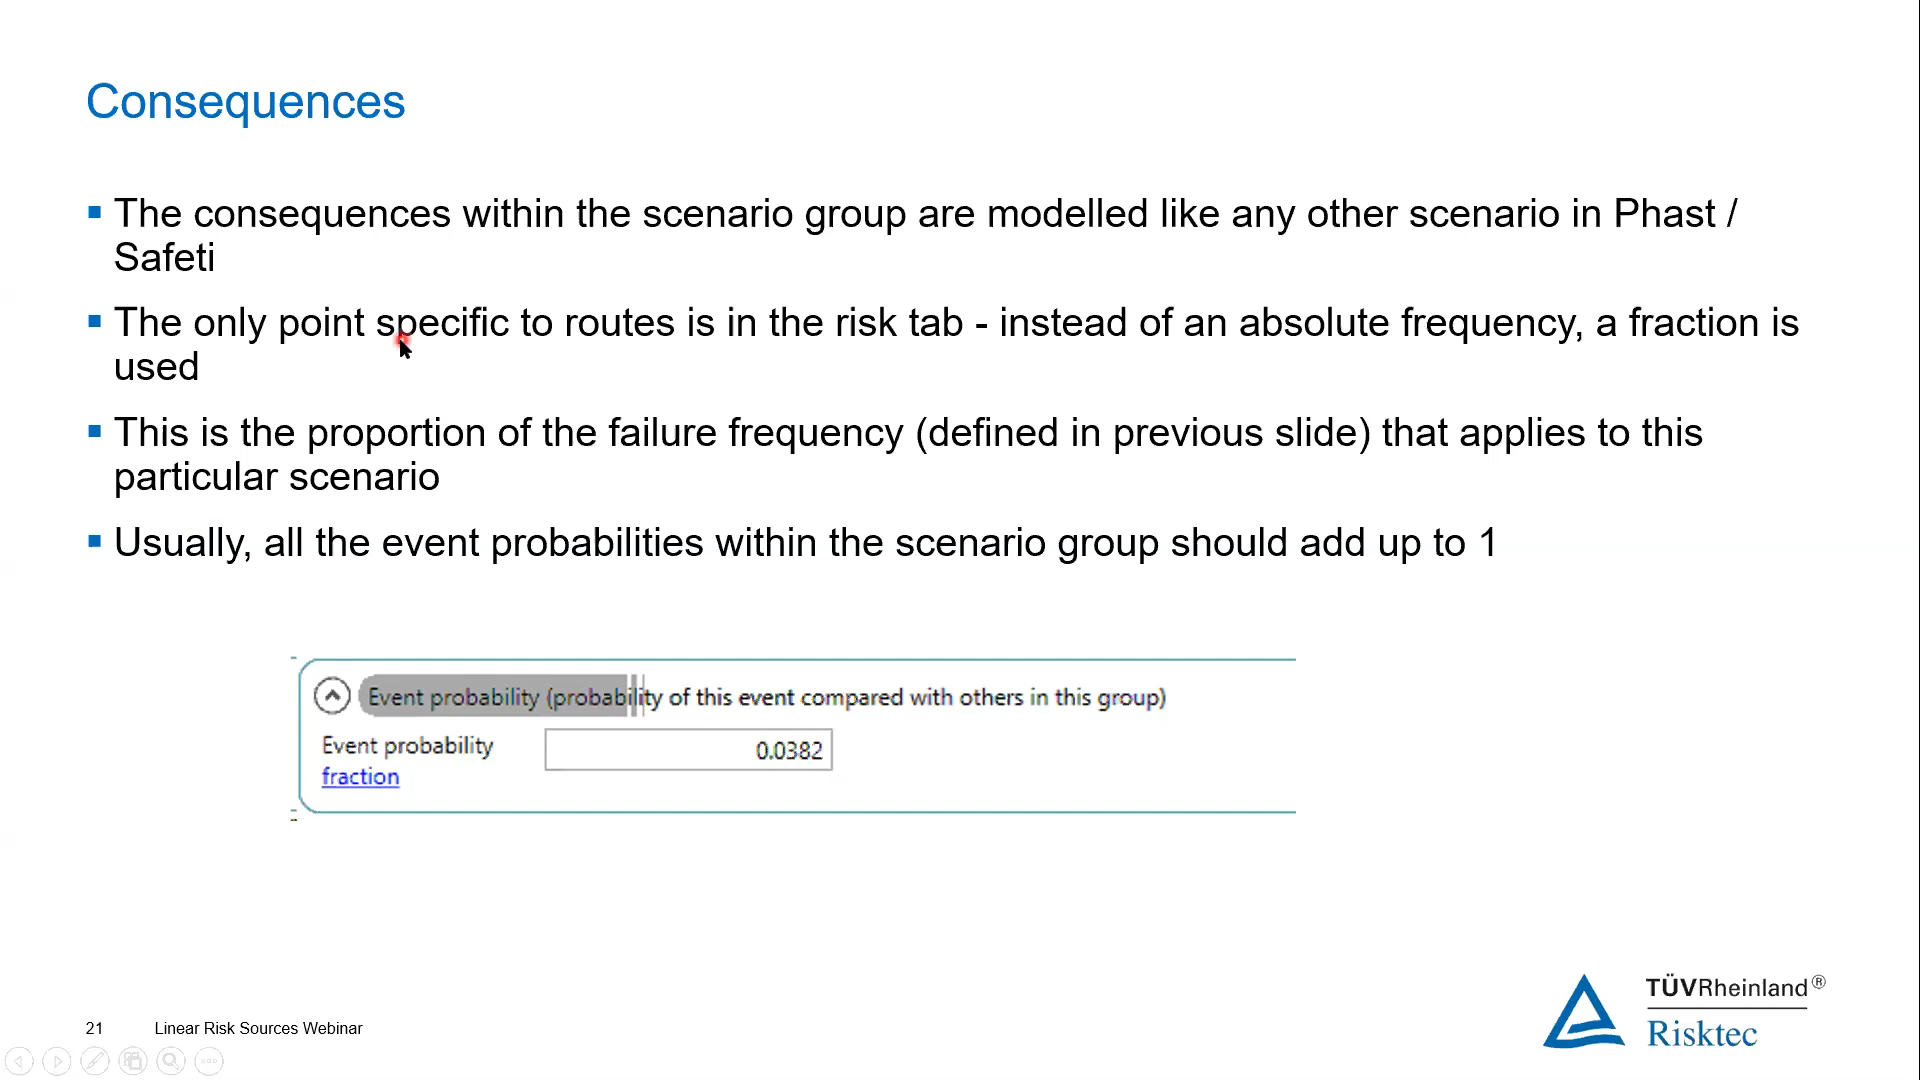 Consequences
▪ The consequences within the scenario group are modelled like any other scenario in Phast /
Safeti
▪ The only point specific to routes is in the risk tab - instead of an absolute frequency, a fraction is
used
▪ This is the proportion of the failure frequency (defined in previous slide) that applies to this
particular scenario
▪ Usually, all the event probabilities within the scenario group should add up to 1
Event probability (probability of this event compared with others in this group)
Event probability 0.0382
fraction
TÜVRheinland®
Risktec
21 Linear Risk Sources Webinar